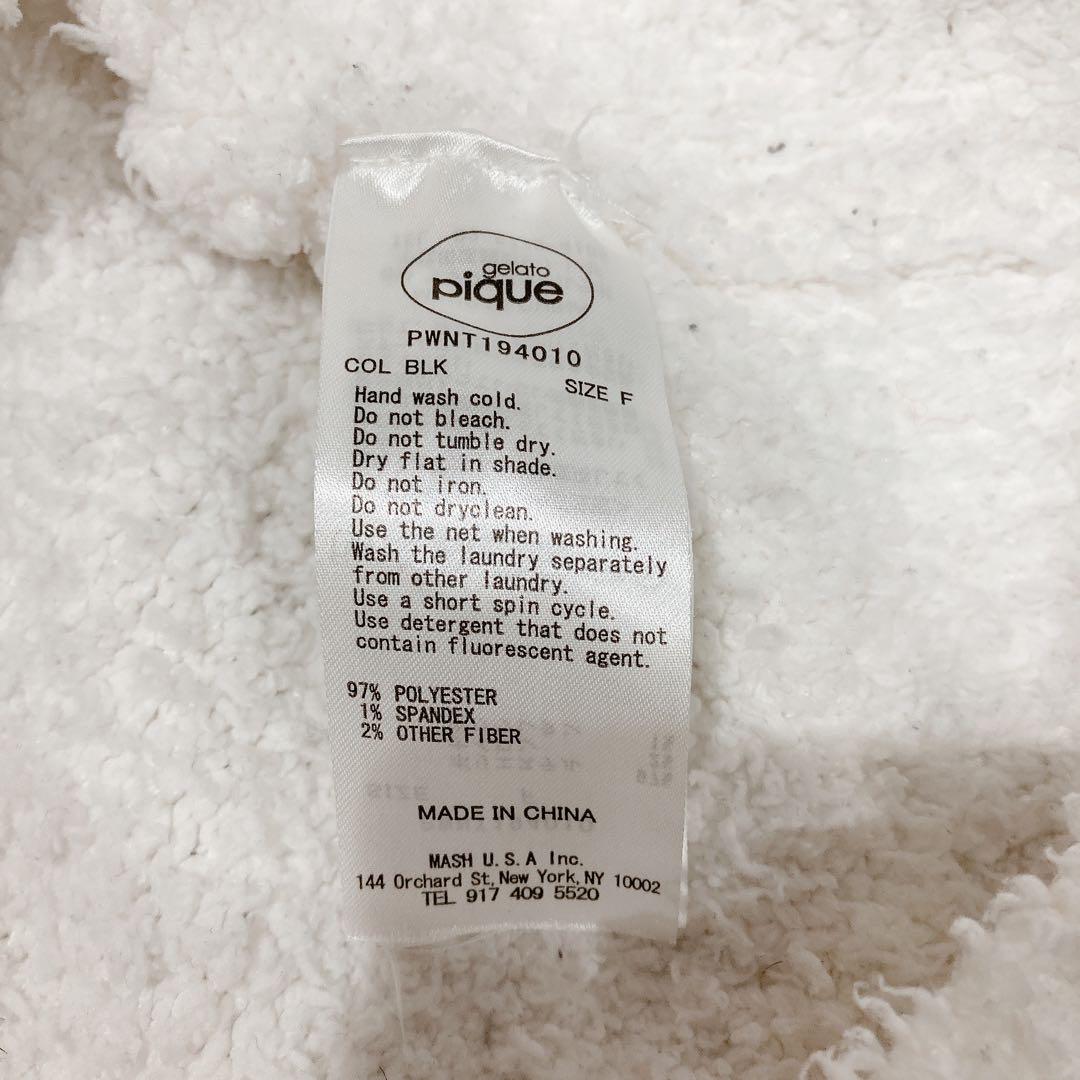 gelato
pique
PWNT194010
COL BLK
SIZE F
Hand wash cold.
Do not bleach.
Do not tumble dry.
Dry flat in shade.
Do not iron.
Do not dryclean.
Use the net when washing.
Wash the laundry separately
from other laundry.
Use a short spin cycle.
Use detergent that does not
contain fluorescent agent.
97% POLYESTER
1% SPANDEX
2% OTHER FIBER
MADE IN CHINA
MASH U.S.A Inc.
144 Orchard St, New York, NY 10002
TEL 917 409 5520